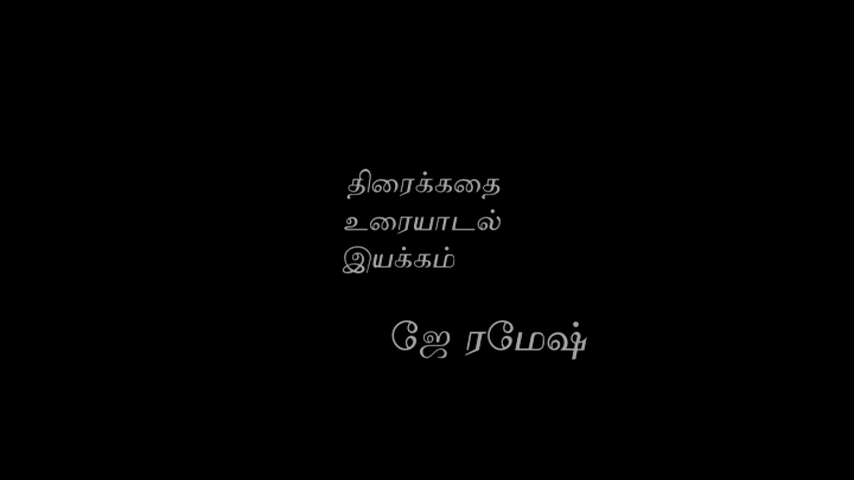 திரைக்கதை
உரையாடல்
இயக்கம்
ஜே ரமேஷ்